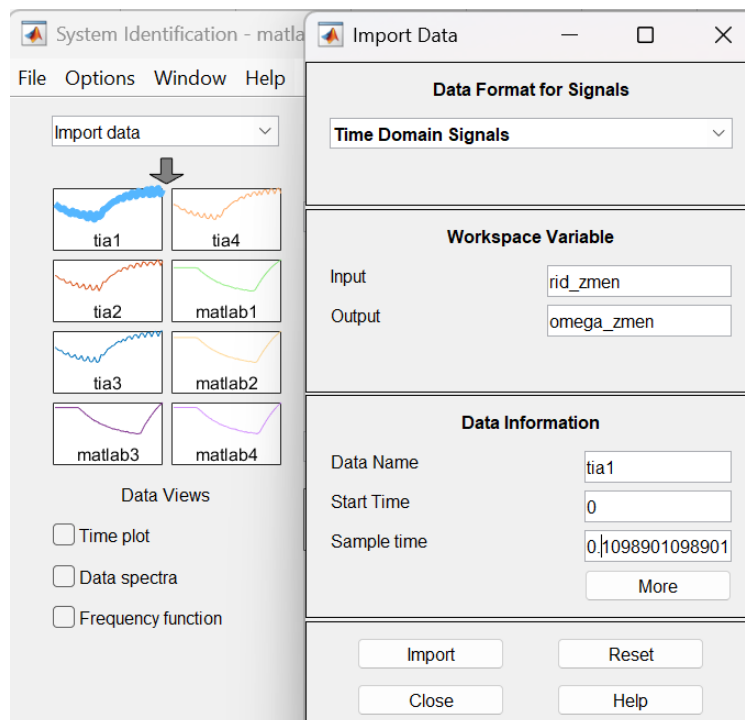 System Identification - matla
File Options Window Help
Import data
tia1
tia4
tia2
matlab1
tia3
matlab2
matlab3
matlab4
Data Views
Time plot
Data spectra
Frequency function
Import Data
Data Format for Signals
Time Domain Signals
Workspace Variable
Input
rid_zmen
Output
omega_zmen
Data Information
Data Name
tia1
Start Time
0
Sample time
0.1098901098901
More
Import
Reset
Close
Help